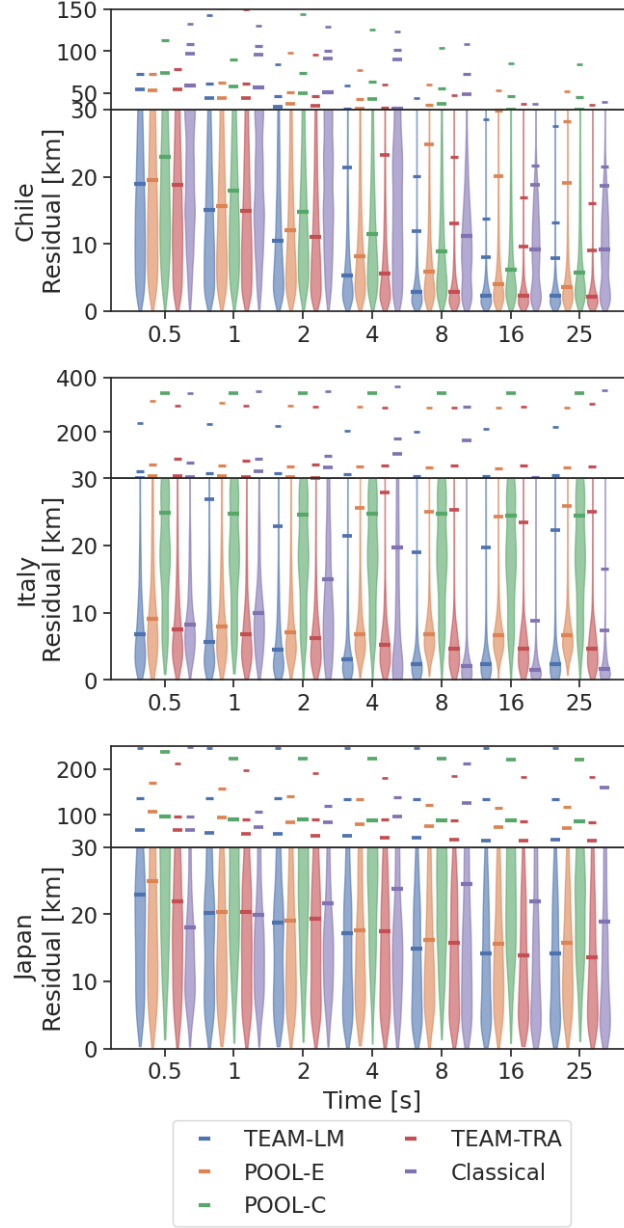 150
100
50
30
20
10
0
Chile
Residual [km]
0.5 1 2 4 8 16 25
400
200
30
20
10
0
Italy
Residual [km]
0.5 1 2 4 8 16 25
200
100
30
20
10
0
Japan
Residual [km]
0.5 1 2 4 8 16 25
Time [s]
TEAM-LM
POOL-E
POOL-C
TEAM-TRA
Classical